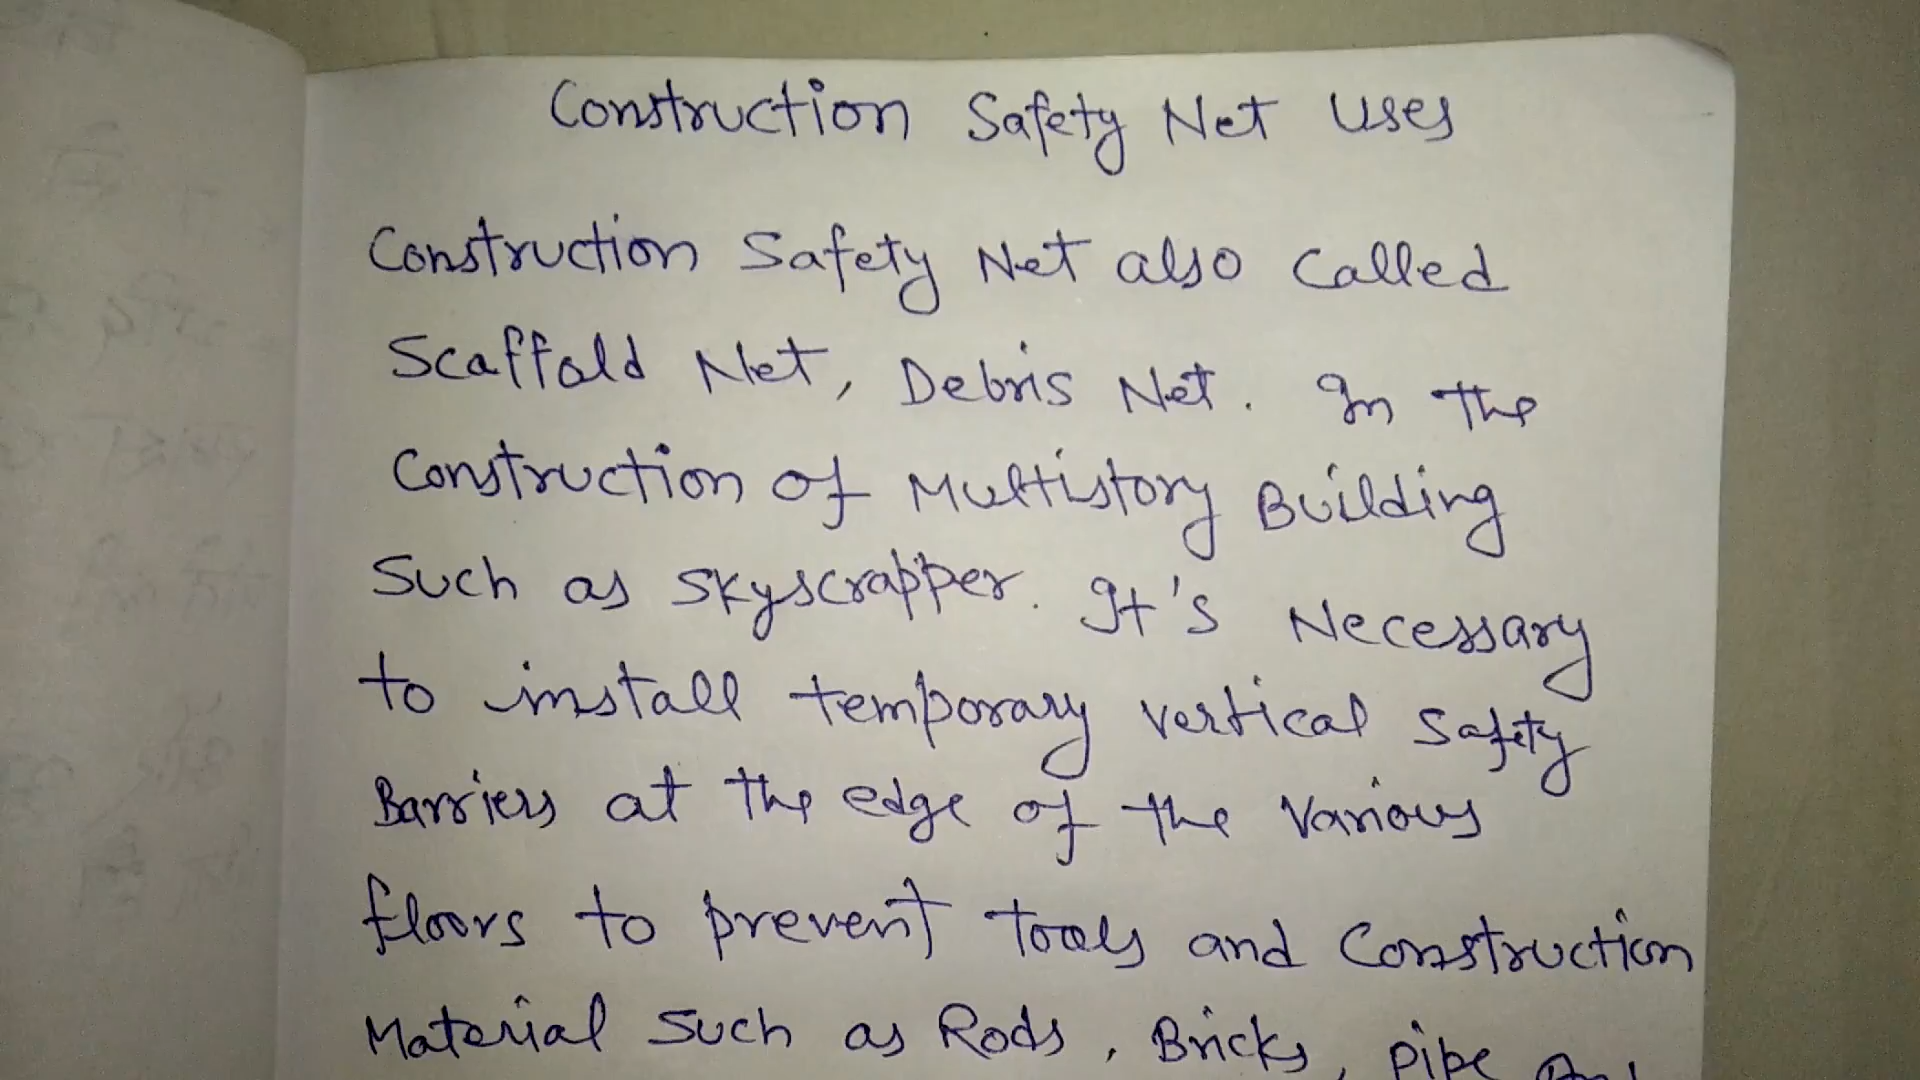 Construction Safety Net Uses
Construction Safety Net also Called
Scaffold Net, Debris Net. In the
Construction of Multistory Building
Such as Skyscrapper. It's Necessary
to install temporary vertical Safety
Barriers at the edge of the Various
floors to prevent Tools and Construction
Material Such as Rods, Bricks, Pipe